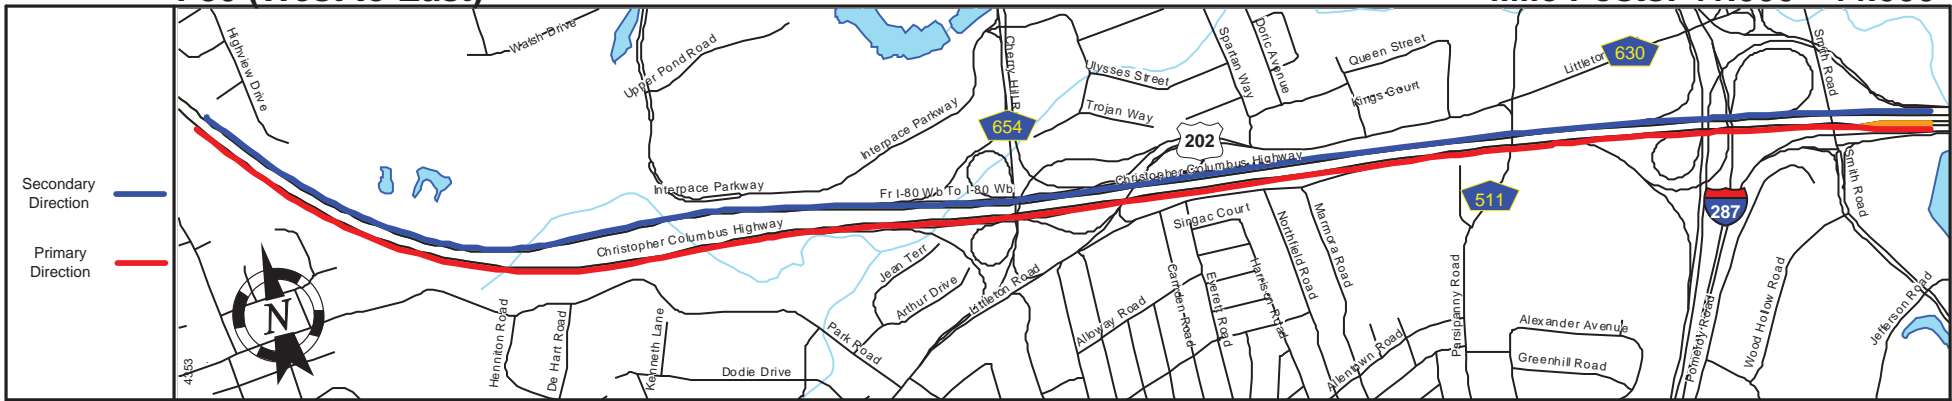 Secondary
Direction
Primary
Direction
Highview Drive
Walsh Drive
Upper Pond Road
Interpace Parkway
Interpace Parkway
Fr I-80 Wb To I-80 Wb
Christopher Columbus Highway
654
Ulysses Street
Trojan Way
Spartan Way
Doric Avenue
Queen Street
Kings Court
202
Christopher Columbus Highway
630
Smith Road
Smith Road
511
287
Singac Court
Northfield Road
Marmora Road
Jean Terr
Arthur Drive
Littleton Road
Alloway Road
Camden Road
Everett Road
Harrison Road
Allentown Road
Parsippany Road
Alexander Avenue
Greenhill Road
Pomeroy Road
Wood Hollow Road
Jefferson Road
N
4353
Henniton Road
De Hart Road
Kenneth Lane
Dodie Drive
Park Road